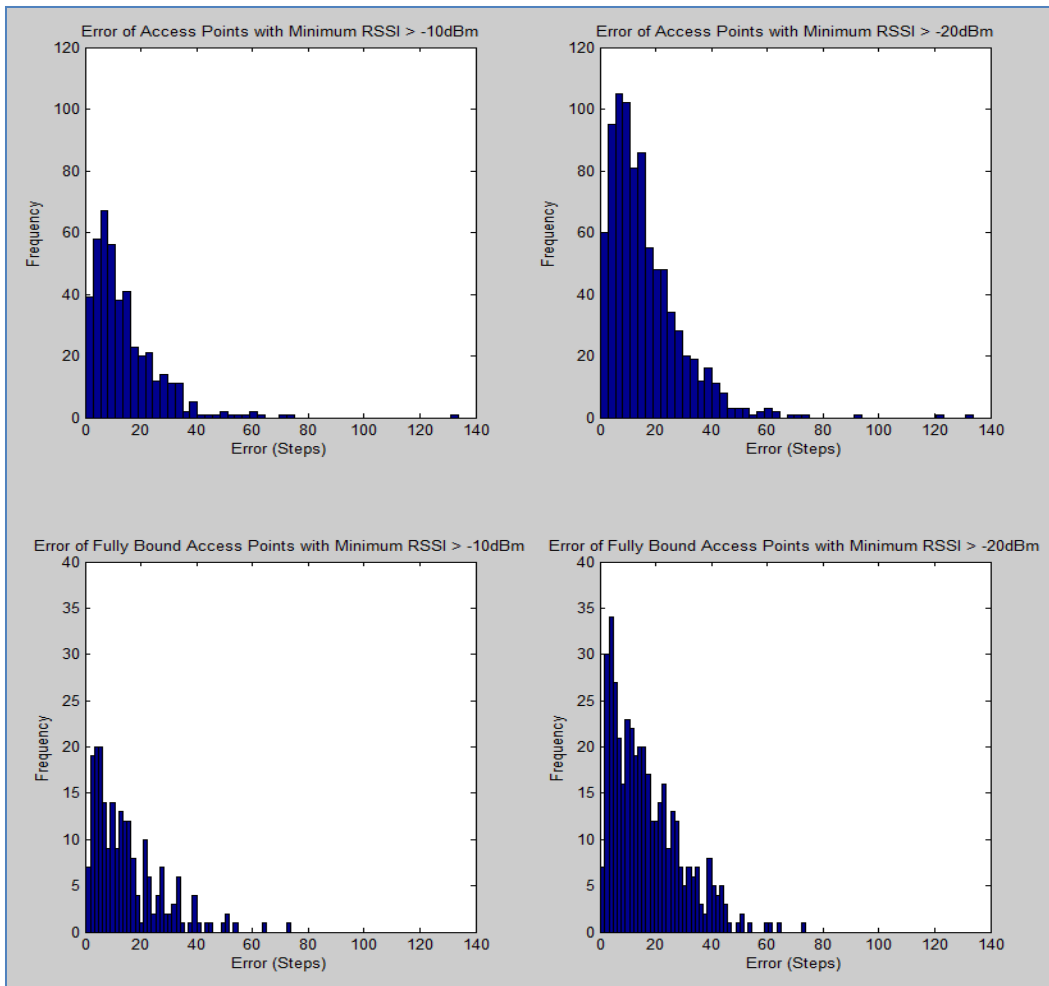 Error of Access Points with Minimum RSSI > -10dBm
120
100
80
60
40
20
0
Frequency
0 20 40 60 80 100 120 140
Error (Steps)
Error of Access Points with Minimum RSSI > -20dBm
120
100
80
60
40
20
0
Frequency
0 20 40 60 80 100 120 140
Error (Steps)
Error of Fully Bound Access Points with Minimum RSSI > -10dBm
40
35
30
25
20
15
10
5
0
Frequency
0 20 40 60 80 100 120 140
Error (Steps)
Error of Fully Bound Access Points with Minimum RSSI > -20dBm
40
35
30
25
20
15
10
5
0
Frequency
0 20 40 60 80 100 120 140
Error (Steps)